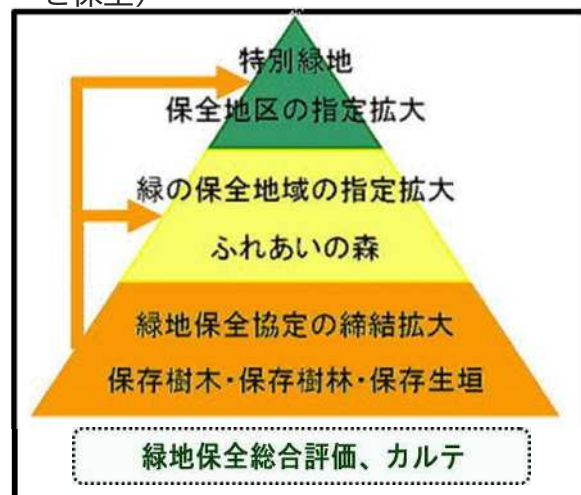 と保全）
特別緑地
保全地区の指定拡大
緑の保全地域の指定拡大
ふれあいの森
緑地保全協定の締結拡大
保存樹木・保存樹林・保存生垣
緑地保全総合評価、カルテ